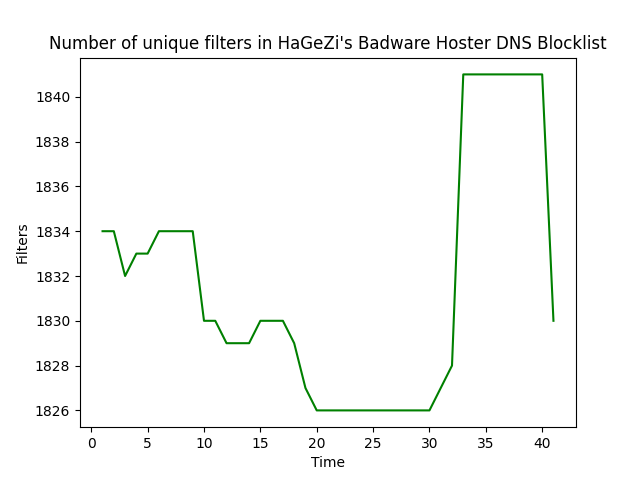 Number of unique filters in HaGeZi's Badware Hoster DNS Blocklist
1840
1838
1836
1834
1832
1830
1828
1826
Filters
0 5 10 15 20 25 30 35 40
Time